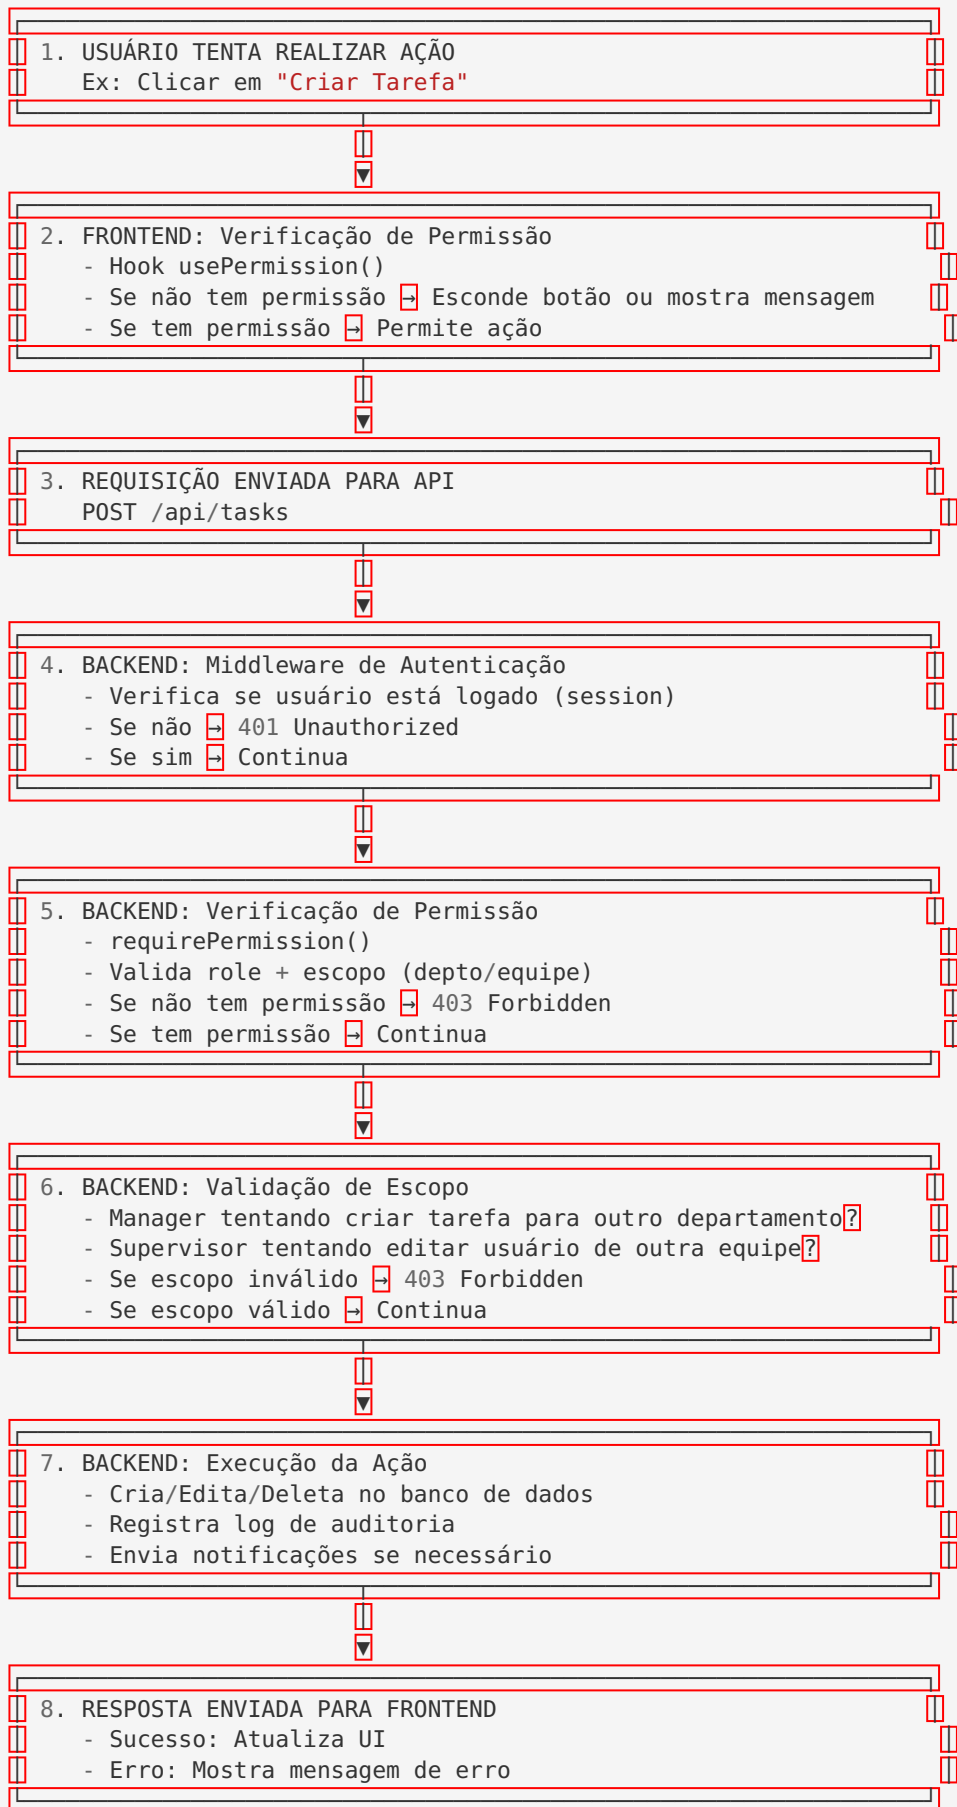 1. USUÁRIO TENTA REALIZAR AÇÃO
Ex: Clicar em "Criar Tarefa"
▼
2. FRONTEND: Verificação de Permissão
- Hook usePermission()
- Se não tem permissão → Esconde botão ou mostra mensagem
- Se tem permissão → Permite ação
▼
3. REQUISIÇÃO ENVIADA PARA API
POST /api/tasks
▼
4. BACKEND: Middleware de Autenticação
- Verifica se usuário está logado (session)
- Se não → 401 Unauthorized
- Se sim → Continua
▼
5. BACKEND: Verificação de Permissão
- requirePermission()
- Valida role + escopo (depto/equipe)
- Se não tem permissão → 403 Forbidden
- Se tem permissão → Continua
▼
6. BACKEND: Validação de Escopo
- Manager tentando criar tarefa para outro departamento?
- Supervisor tentando editar usuário de outra equipe?
- Se escopo inválido → 403 Forbidden
- Se escopo válido → Continua
▼
7. BACKEND: Execução da Ação
- Cria/Edita/Deleta no banco de dados
- Registra log de auditoria
- Envia notificações se necessário
▼
8. RESPOSTA ENVIADA PARA FRONTEND
- Sucesso: Atualiza UI
- Erro: Mostra mensagem de erro